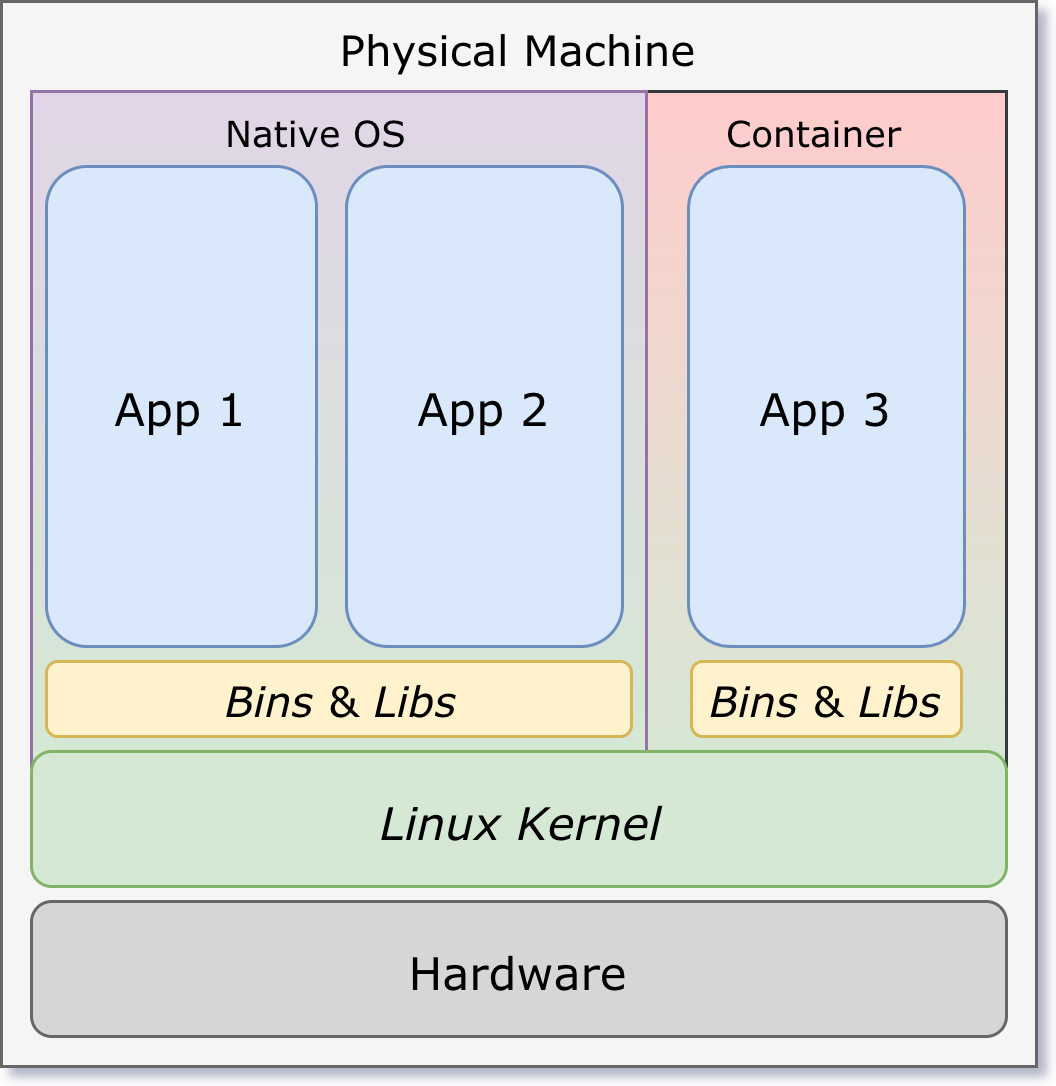 Physical Machine
Native OS
Container
App 1
App 2
App 3
Bins & Libs
Bins & Libs
Linux Kernel
Hardware